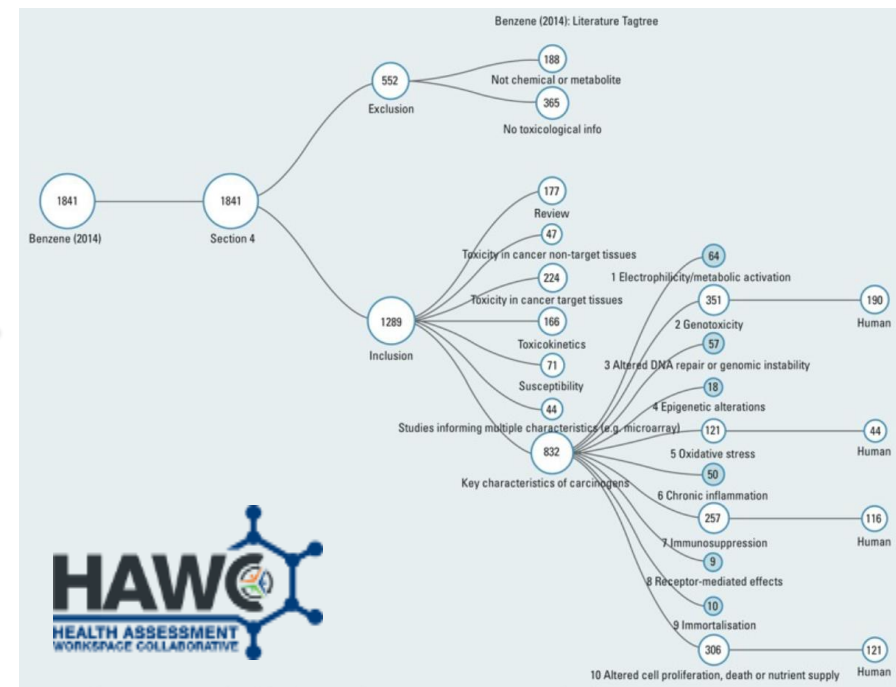 Benzene (2014): Literature Tagtree
188
Not chemical or metabolite
552
Exclusion
365
No toxicological info
1841
Benzene (2014)
1841
Section 4
177
Review
47
Toxicity in cancer non-target tissues
224
Toxicity in cancer target tissues
1289
Inclusion
166
Toxicokinetics
71
Susceptibility
44
Studies informing multiple characteristics (e.g. microarray)
832
Key characteristics of carcinogens
64
1 Electrophilicity/metabolic activation
351
2 Genotoxicity
190
Human
57
3 Altered DNA repair or genomic instability
18
4 Epigenetic alterations
121
5 Oxidative stress
44
Human
50
6 Chronic inflammation
257
7 Immunosuppression
116
Human
9
8 Receptor-mediated effects
10
9 Immortalisation
306
10 Altered cell proliferation, death or nutrient supply
121
Human
HAWC
HEALTH ASSESSMENT
WORKSPACE COLLABORATIVE